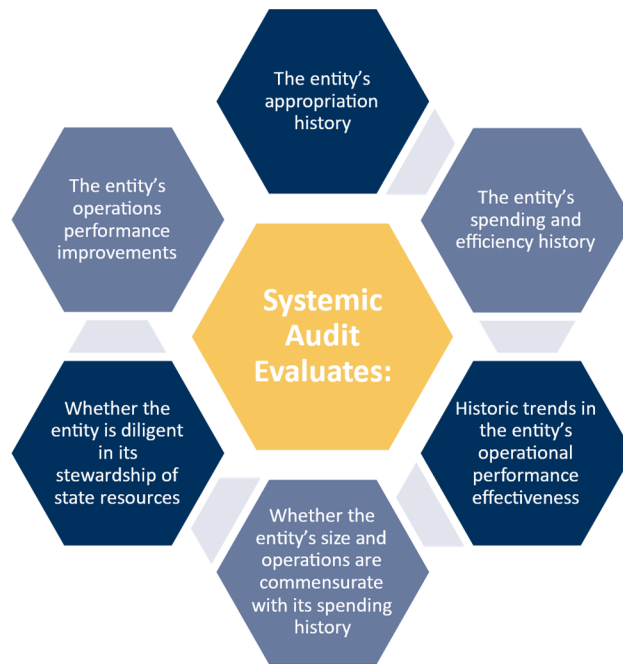 The entity's
appropriation
history
The entity's
spending and
efficiency history
Historic trends in
the entity's
operational
performance
effectiveness
Whether the
entity's size and
operations are
commensurate
with its spending
history
Whether the
entity is diligent
in its
stewardship of
state resources
The entity's
operations
performance
improvements
Systemic
Audit
Evaluates: